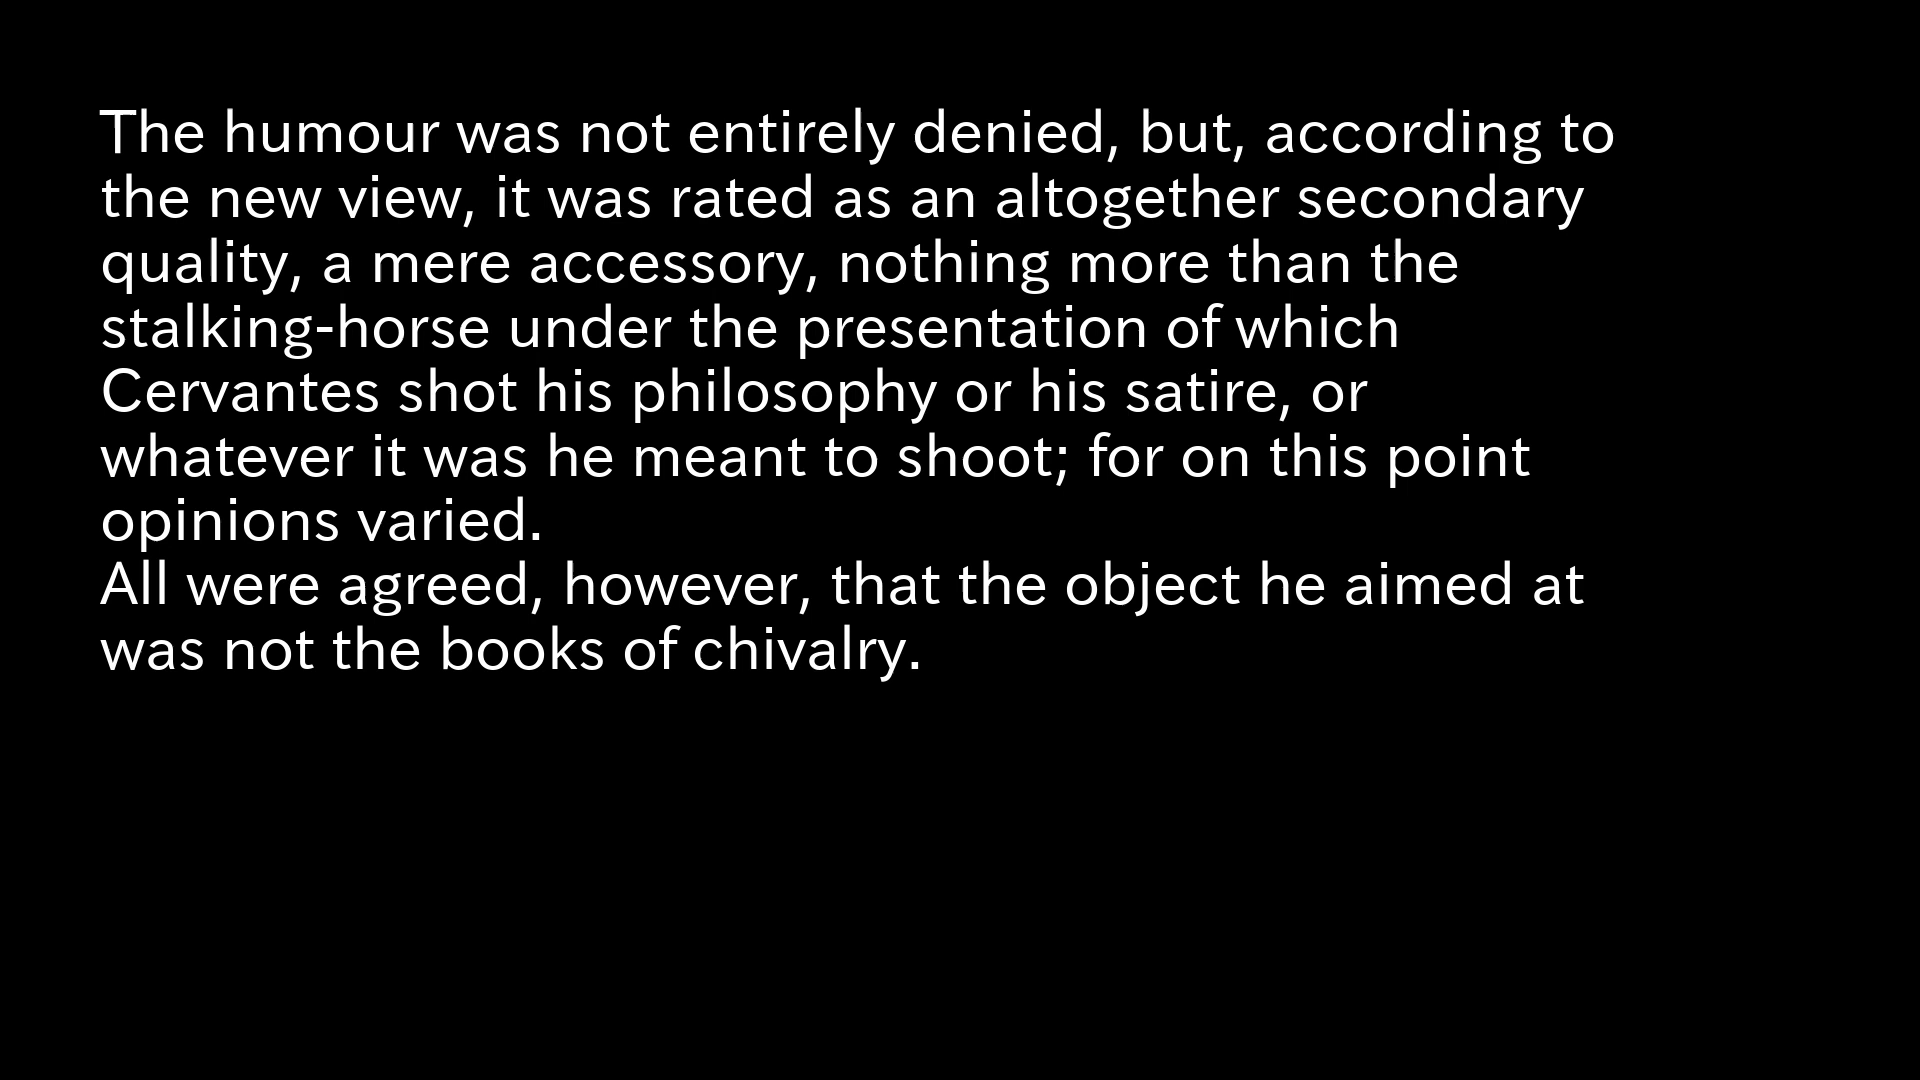 The humour was not entirely denied, but, according to
the new view, it was rated as an altogether secondary
quality, a mere accessory, nothing more than the
stalking-horse under the presentation of which
Cervantes shot his philosophy or his satire, or
whatever it was he meant to shoot; for on this point
opinions varied.
All were agreed, however, that the object he aimed at
was not the books of chivalry.